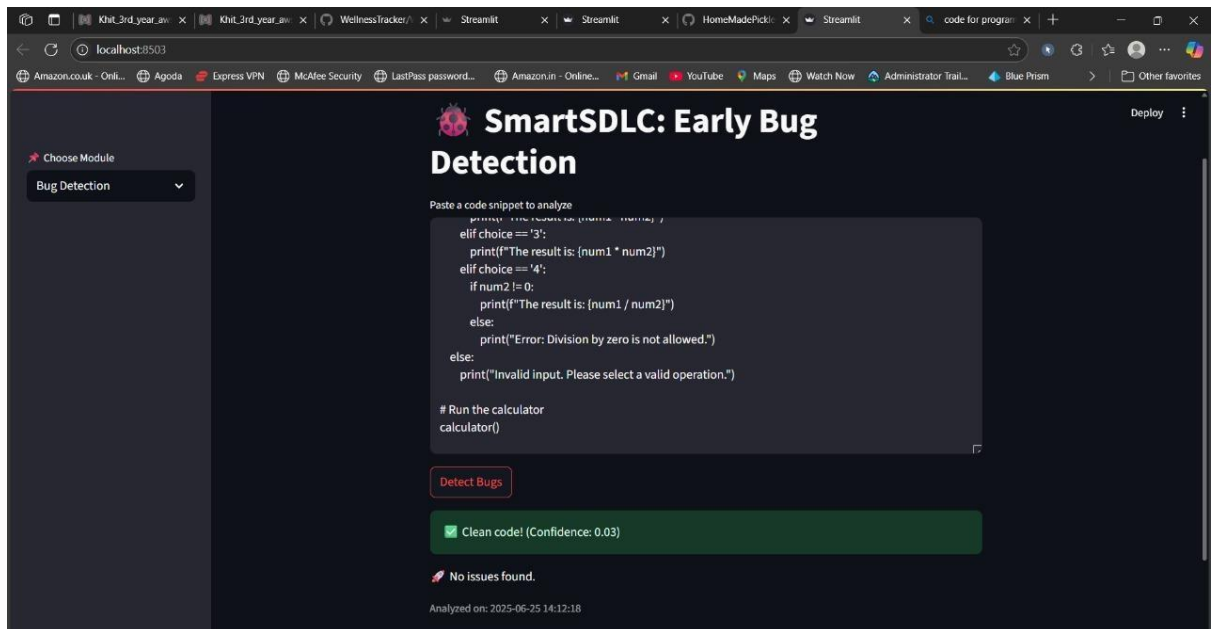 Khit_3rd_year_aw
Khit_3rd_year_aw
WellnessTracker/
Streamlit
Streamlit
HomeMadePickle
Streamlit
code for program
localhost:8503
Amazon.co.uk - Onli...
Agoda
Express VPN
McAfee Security
LastPass password...
Amazon.in - Online...
Gmail
YouTube
Maps
Watch Now
Administrator Trail...
Blue Prism
Other favorites
Deploy
Choose Module
Bug Detection
SmartSDLC: Early Bug
Detection
Paste a code snippet to analyze
elif choice == '3':
print(f"The result is: {num1 * num2}")
elif choice == '4':
if num2 != 0:
print(f"The result is: {num1 / num2}")
else:
print("Error: Division by zero is not allowed.")
else:
print("Invalid input. Please select a valid operation.")
# Run the calculator
calculator()
Detect Bugs
Clean code! (Confidence: 0.03)
No issues found.
Analyzed on: 2025-06-25 14:12:18